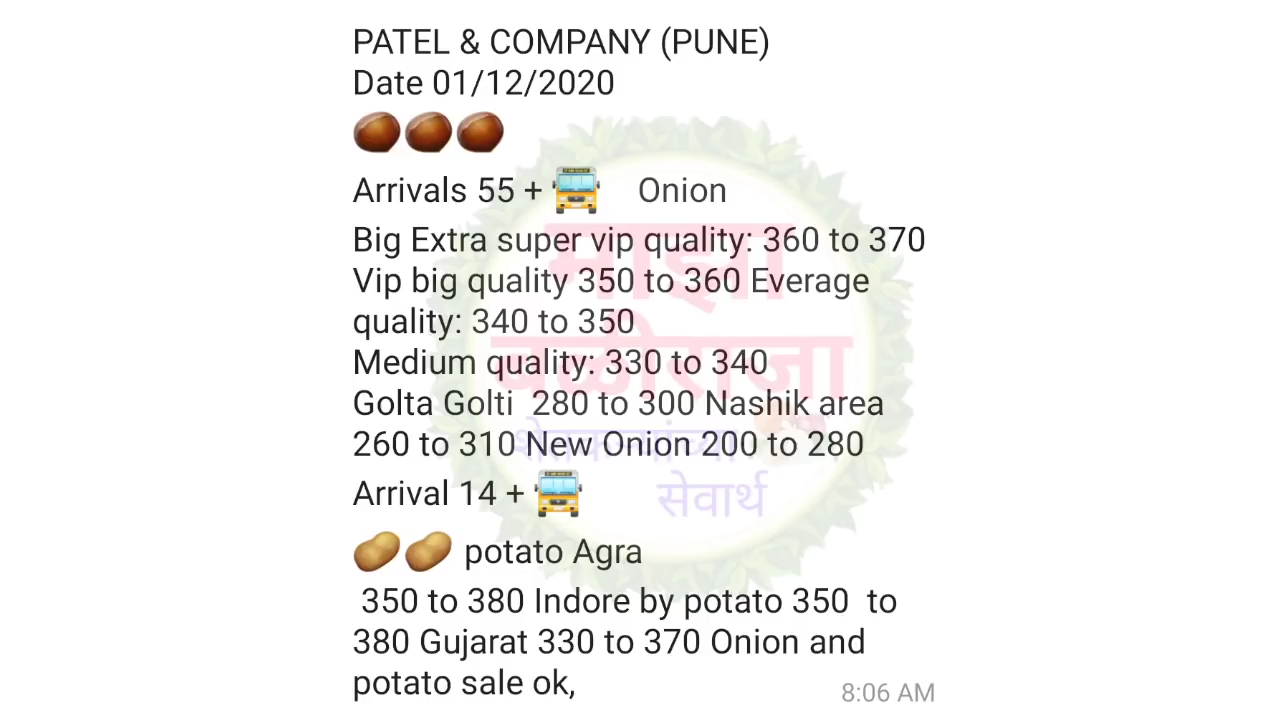 PATEL & COMPANY (PUNE)
Date 01/12/2020
🌰🌰🌰
Arrivals 55 + 🚍 Onion
Big Extra super vip quality: 360 to 370
Vip big quality 350 to 360 Everage
quality: 340 to 350
Medium quality: 330 to 340
Golta Golti  280 to 300 Nashik area
260 to 310 New Onion 200 to 280
Arrival 14 + 🚍
🥔🥔 potato Agra
350 to 380 Indore by potato 350  to
380 Gujarat 330 to 370 Onion and
potato sale ok,
8:06 AM
माझा
बळीराजा
शेतकऱ्यांच्या
सेवार्थ